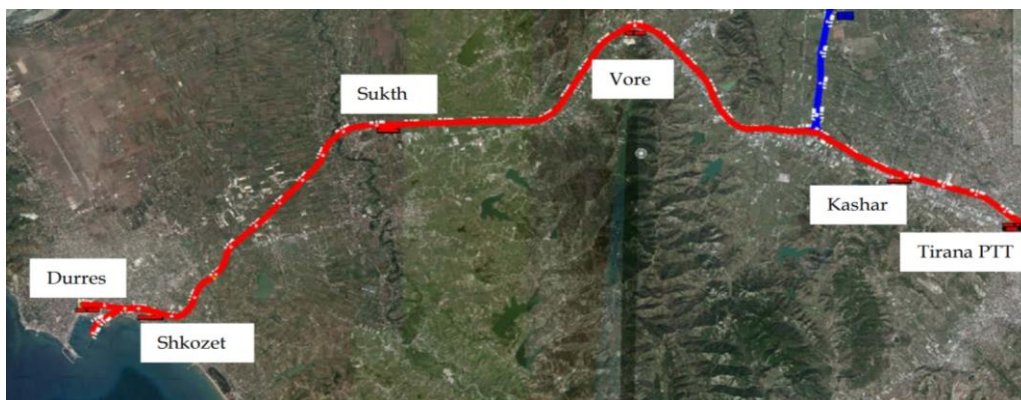 Sukth
Vore
Kashar
Tirana PTT
Durres
Shkozet